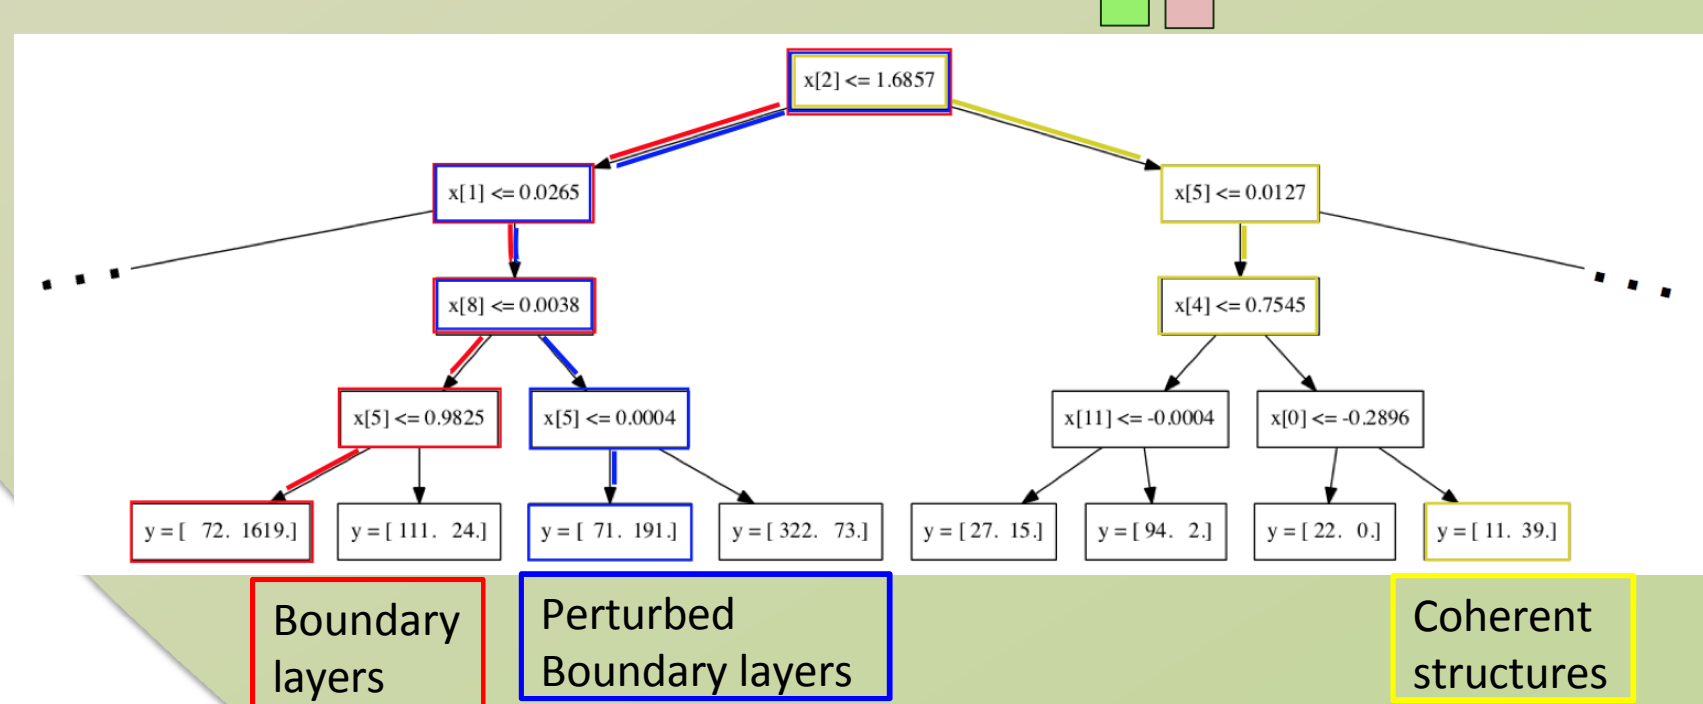 x[2] <= 1.6857
x[1] <= 0.0265
x[5] <= 0.0127
x[8] <= 0.0038
x[4] <= 0.7545
x[5] <= 0.9825
x[5] <= 0.0004
x[11] <= -0.0004
x[0] <= -0.2896
y = [ 72. 1619.]
y = [ 111. 24.]
y = [ 71. 191.]
y = [ 322. 73.]
y = [ 27. 15.]
y = [ 94. 2.]
y = [ 22. 0.]
y = [ 11. 39.]
Boundary
layers
Perturbed
Boundary layers
Coherent
structures